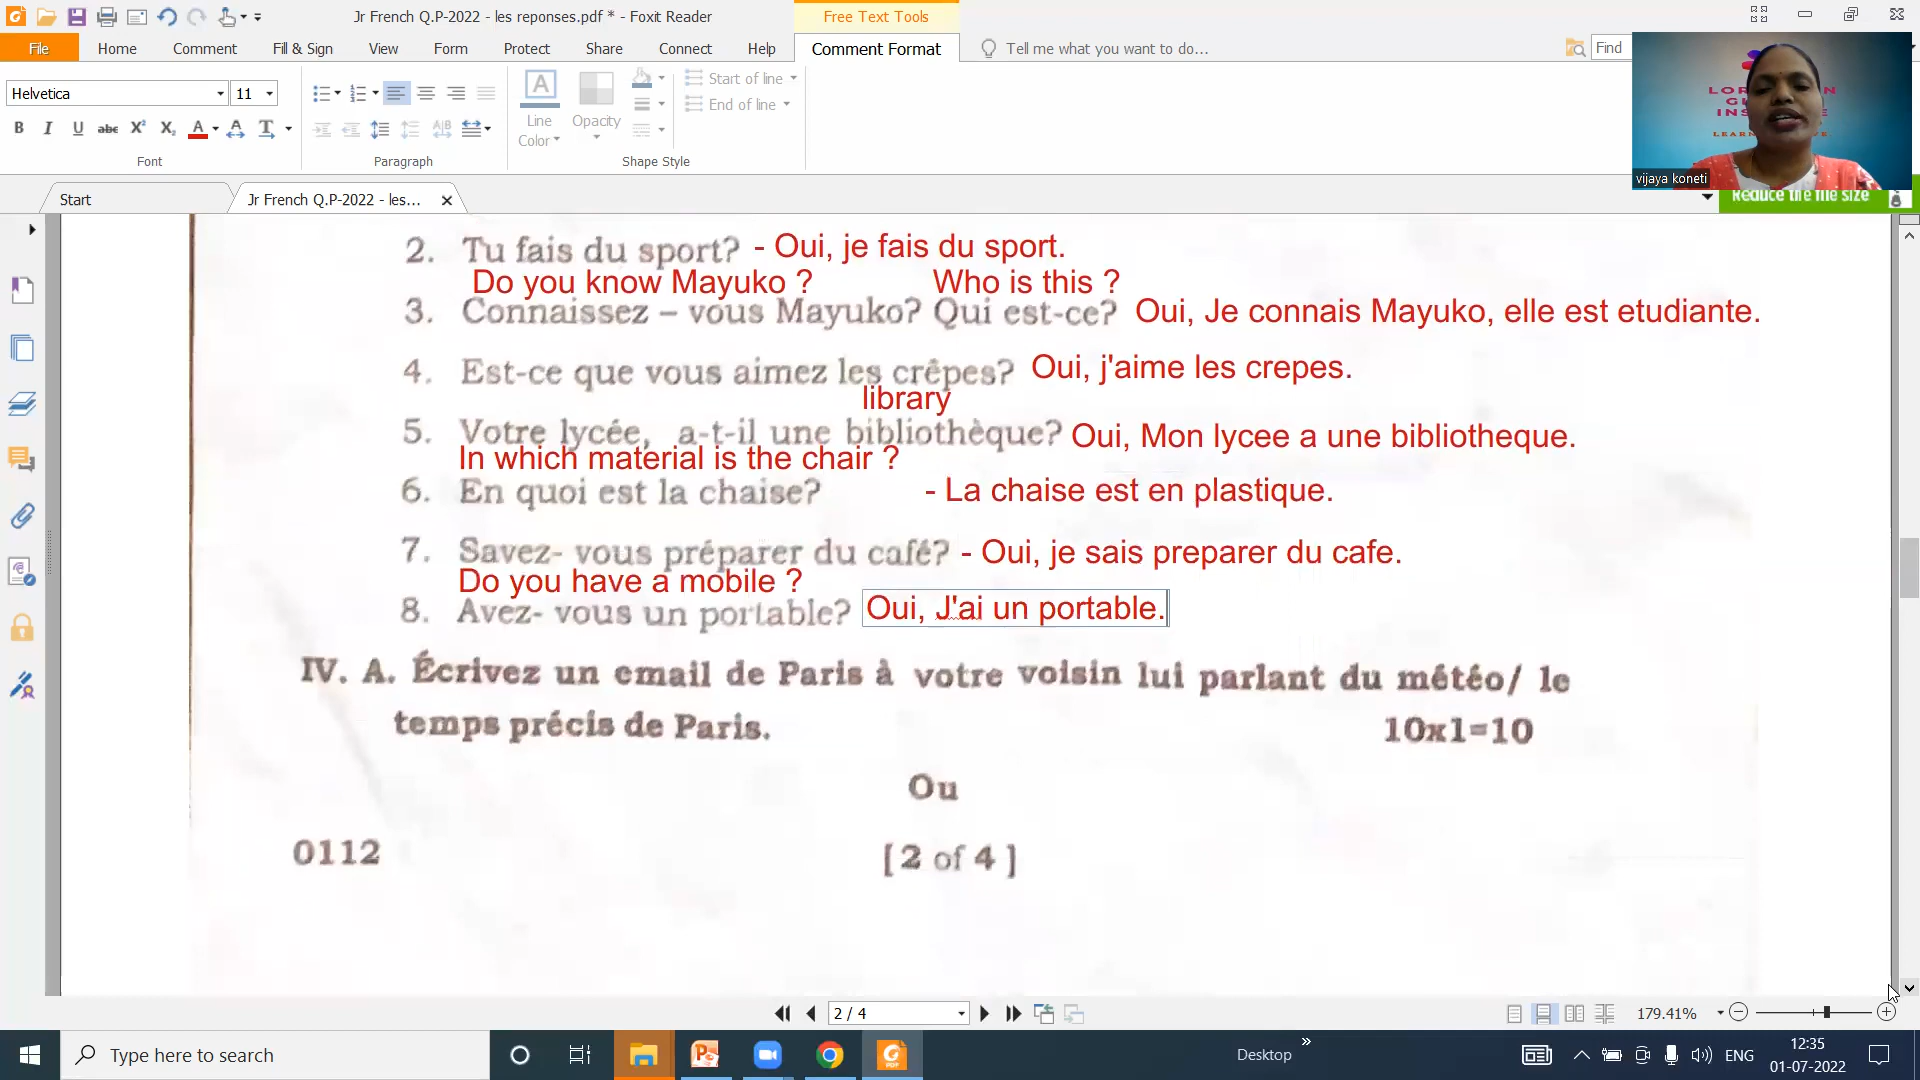 Jr French Q.P-2022 - les reponses.pdf * - Foxit Reader
Free Text Tools
File Home Comment Fill & Sign View Form Protect Share Connect Help Comment Format Tell me what you want to do... Find
Helvetica 11 Start of line
End of line
Line Color Opacity
Font Paragraph Shape Style
vijaya koneti
Start Jr French Q.P-2022 - les... Reduce the file size
2. Tu fais du sport? - Oui, je fais du sport.
Do you know Mayuko ? Who is this ?
3. Connaissez – vous Mayuko? Qui est-ce? Oui, Je connais Mayuko, elle est etudiante.
4. Est-ce que vous aimez les crêpes? Oui, j'aime les crepes.
library
5. Votre lycée, a-t-il une bibliothèque? Oui, Mon lycee a une bibliotheque.
In which material is the chair ?
6. En quoi est la chaise? - La chaise est en plastique.
7. Savez- vous préparer du café? - Oui, je sais preparer du cafe.
Do you have a mobile ?
8. Avez- vous un portable? Oui, J'ai un portable.
IV. A. Écrivez un email de Paris à votre voisin lui parlant du météo/ le
temps précis de Paris. 10x1=10
Ou
0112 [ 2 of 4 ]
2 / 4 179.41%
Type here to search Desktop ENG 12:35
01-07-2022